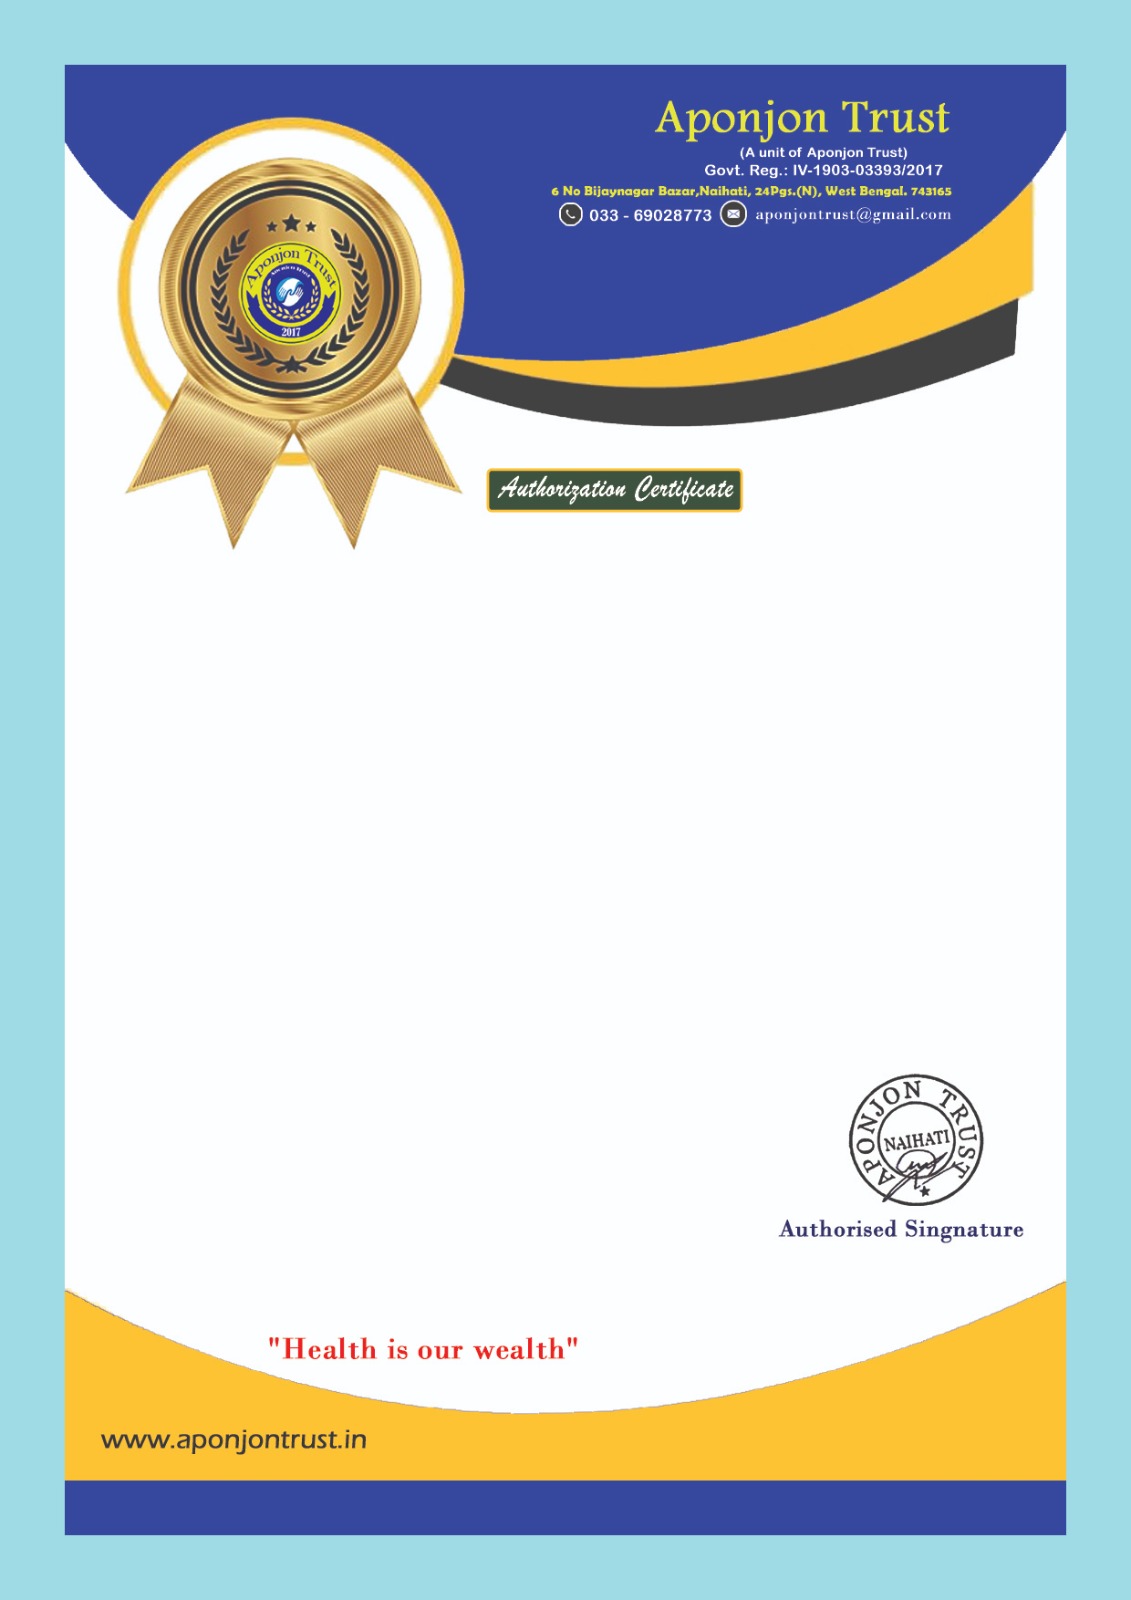 Aponjon Trust
(A unit of Aponjon Trust)
Govt. Reg.: IV-1903-03393/2017
6 No Bijaynagar Bazar,Naihati, 24Pgs.(N), West Bengal. 743165
033 - 69028773 aponjontrust@gmail.com
Aponjon Trust
2017
Authorization Certificate
APONJON TRUST
NAIHATI
Authorised Singnature
"Health is our wealth"
www.aponjontrust.in